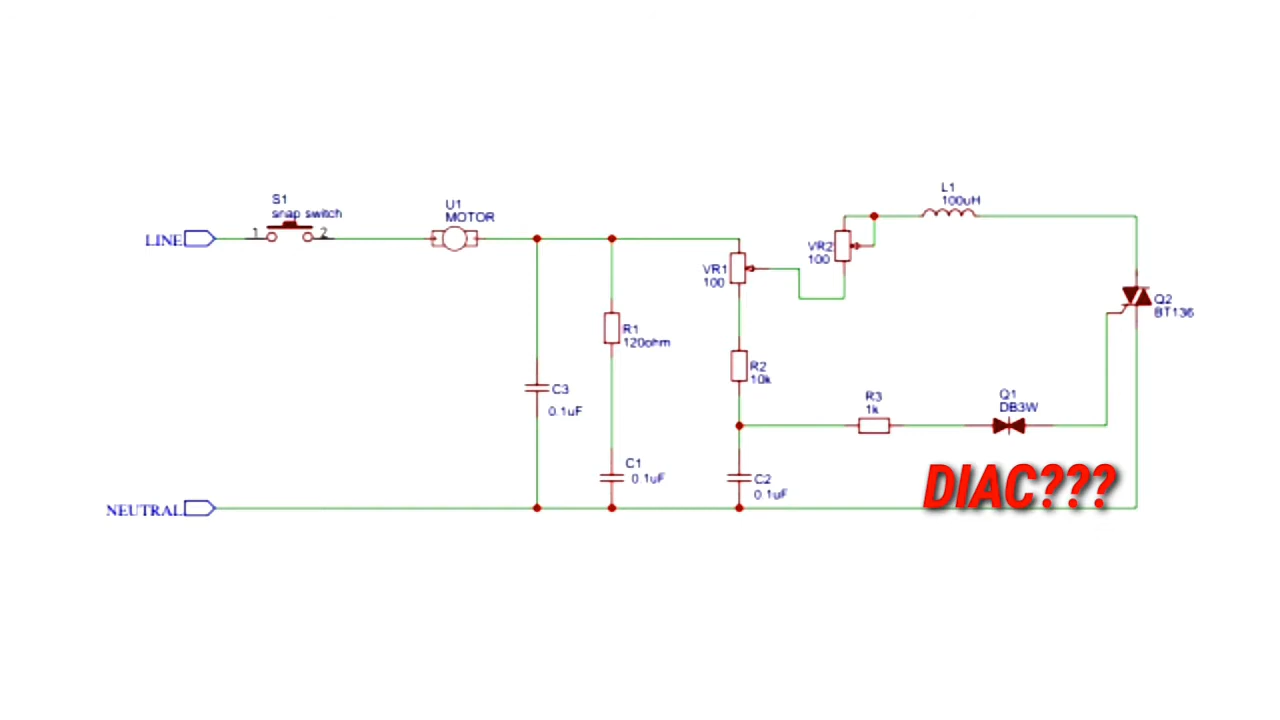 S1
snap switch
LINE
1
2
U1
MOTOR
L1
100uH
VR1
100
VR2
100
Q2
BT136
R1
120ohm
R2
10k
C3
0.1uF
R3
1k
Q1
DB3W
C1
0.1uF
C2
0.1uF
DIAC???
NEUTRAL